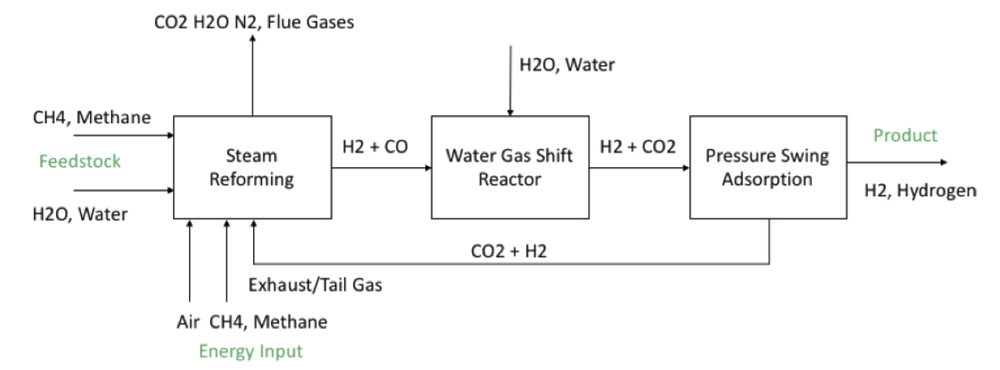 CO2 H2O N2, Flue Gases
H2O, Water
CH4, Methane
Feedstock
H2O, Water
Steam
Reforming
H2 + CO
Water Gas Shift
Reactor
H2 + CO2
Pressure Swing
Adsorption
Product
H2, Hydrogen
CO2 + H2
Exhaust/Tail Gas
Air CH4, Methane
Energy Input